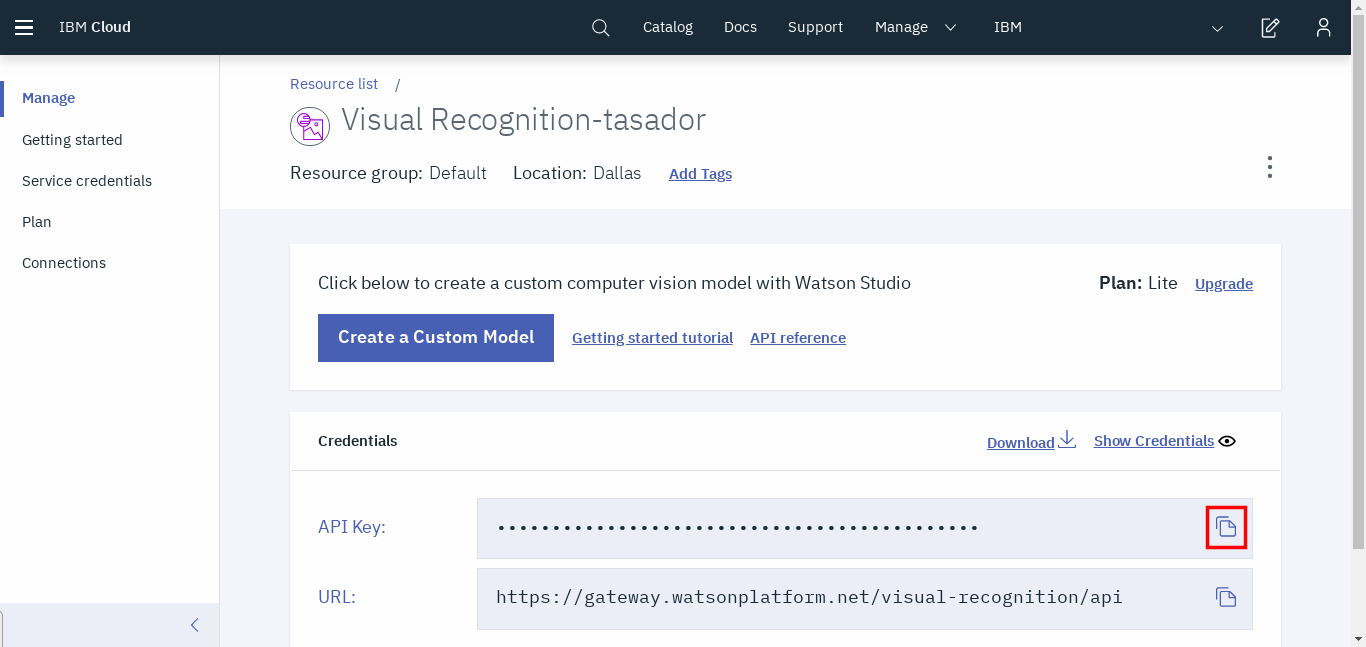 IBM Cloud
Catalog
Docs
Support
Manage
IBM
Manage
Getting started
Service credentials
Plan
Connections
Resource list /
Visual Recognition-tasador
Resource group: Default Location: Dallas Add Tags
Click below to create a custom computer vision model with Watson Studio
Plan: Lite Upgrade
Create a Custom Model
Getting started tutorial
API reference
Credentials
Download
Show Credentials
API Key: ••••••••••••••••••••••••••••••••••••••••••••
URL: https://gateway.watsonplatform.net/visual-recognition/api